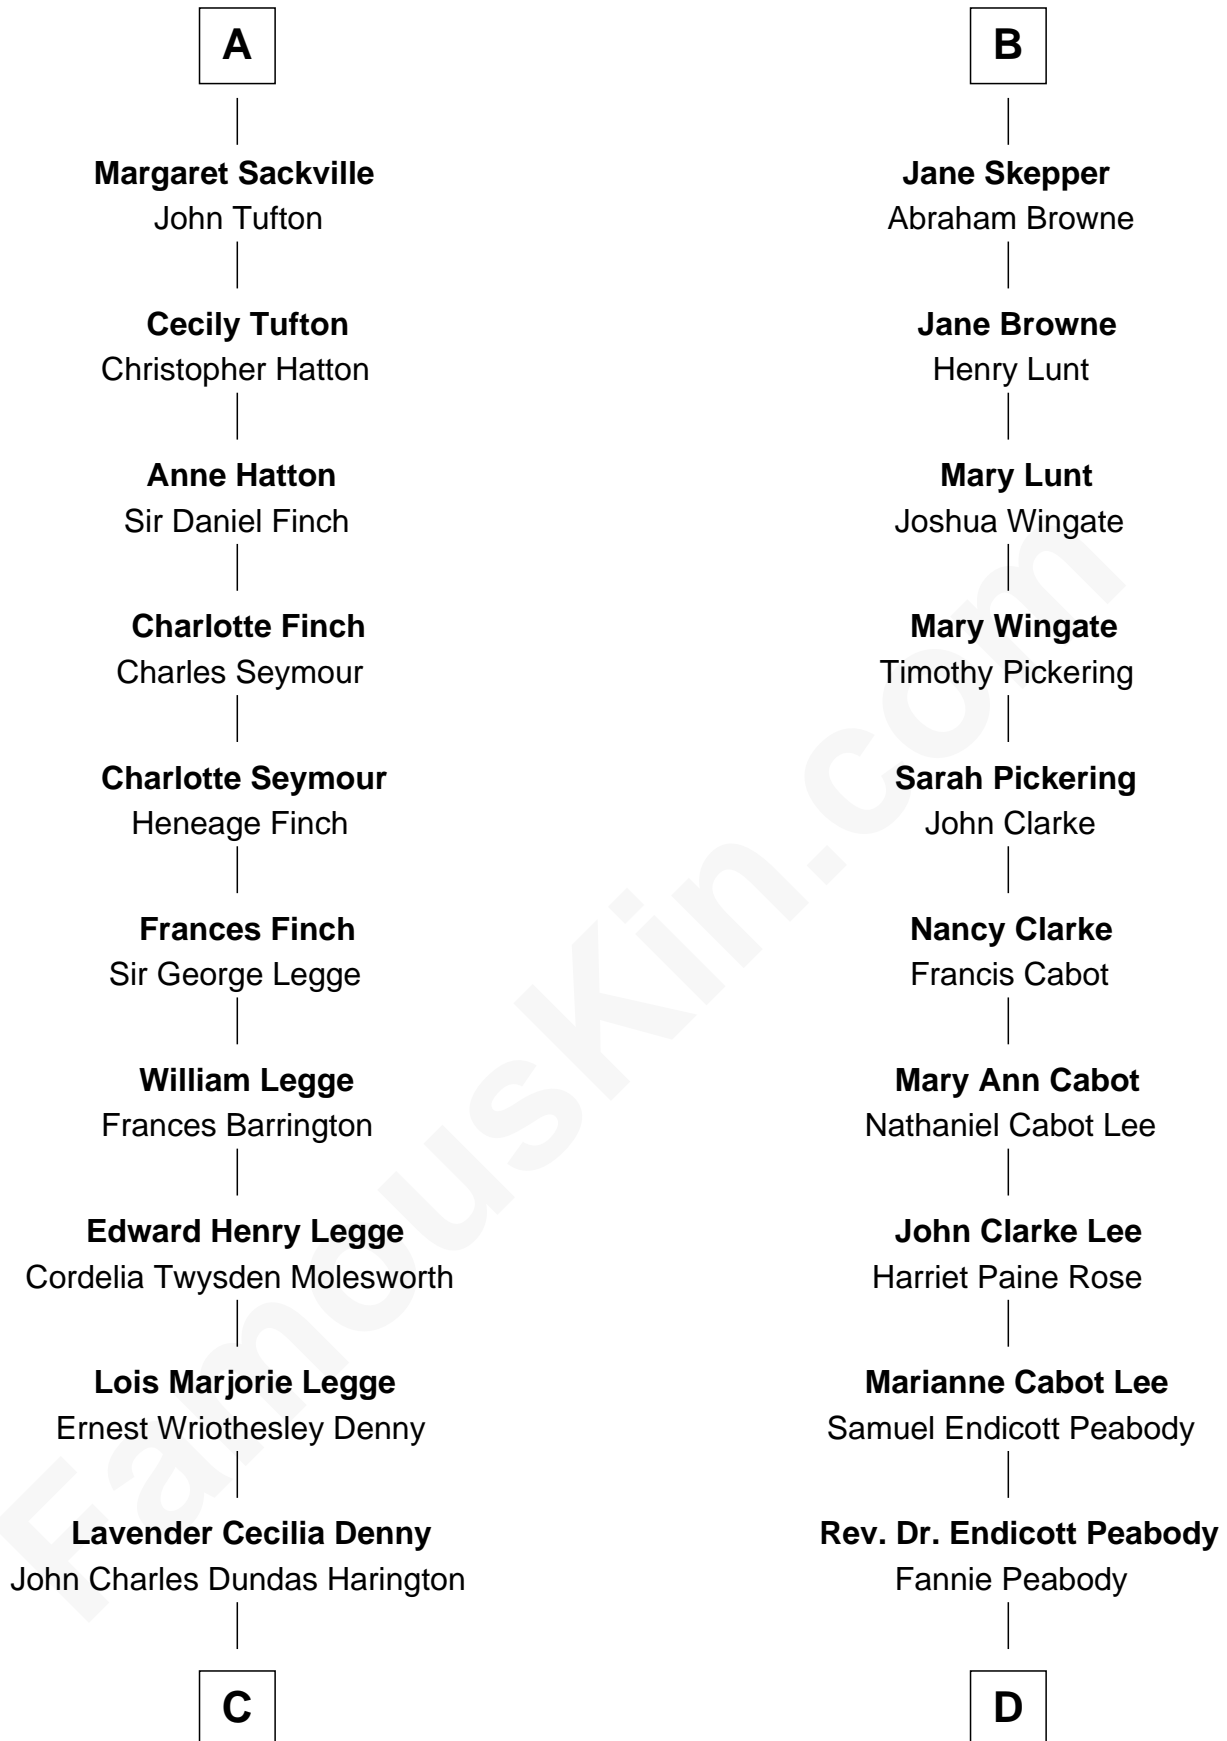 A
Margaret Sackville
John Tufton
Cecily Tufton
Christopher Hatton
Anne Hatton
Sir Daniel Finch
Charlotte Finch
Charles Seymour
Charlotte Seymour
Heneage Finch
Frances Finch
Sir George Legge
William Legge
Frances Barrington
Edward Henry Legge
Cordelia Twysden Molesworth
Lois Marjorie Legge
Ernest Wriothesley Denny
Lavender Cecilia Denny
John Charles Dundas Harington
C
B
Jane Skepper
Abraham Browne
Jane Browne
Henry Lunt
Mary Lunt
Joshua Wingate
Mary Wingate
Timothy Pickering
Sarah Pickering
John Clarke
Nancy Clarke
Francis Cabot
Mary Ann Cabot
Nathaniel Cabot Lee
John Clarke Lee
Harriet Paine Rose
Marianne Cabot Lee
Samuel Endicott Peabody
Rev. Dr. Endicott Peabody
Fannie Peabody
D
FamousKin.com